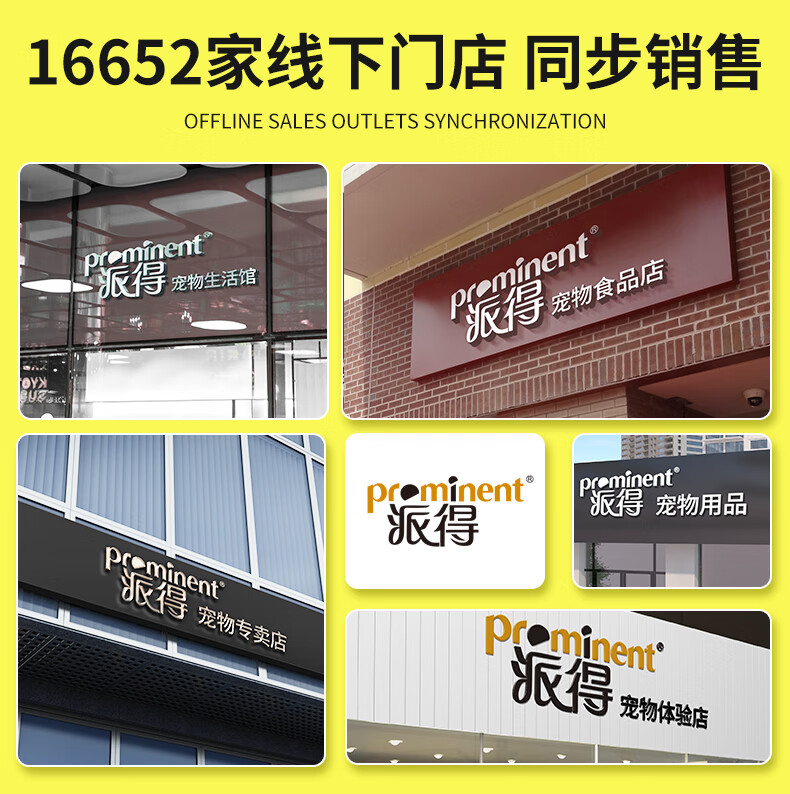 16652家线下门店 同步销售
OFFLINE SALES OUTLETS SYNCHRONIZATION
prominent®
派得 宠物生活馆
prominent®
派得 宠物食品店
prominent®
派得 宠物专卖店
prominent®
派得
prominent®
派得 宠物用品
prominent®
派得 宠物体验店